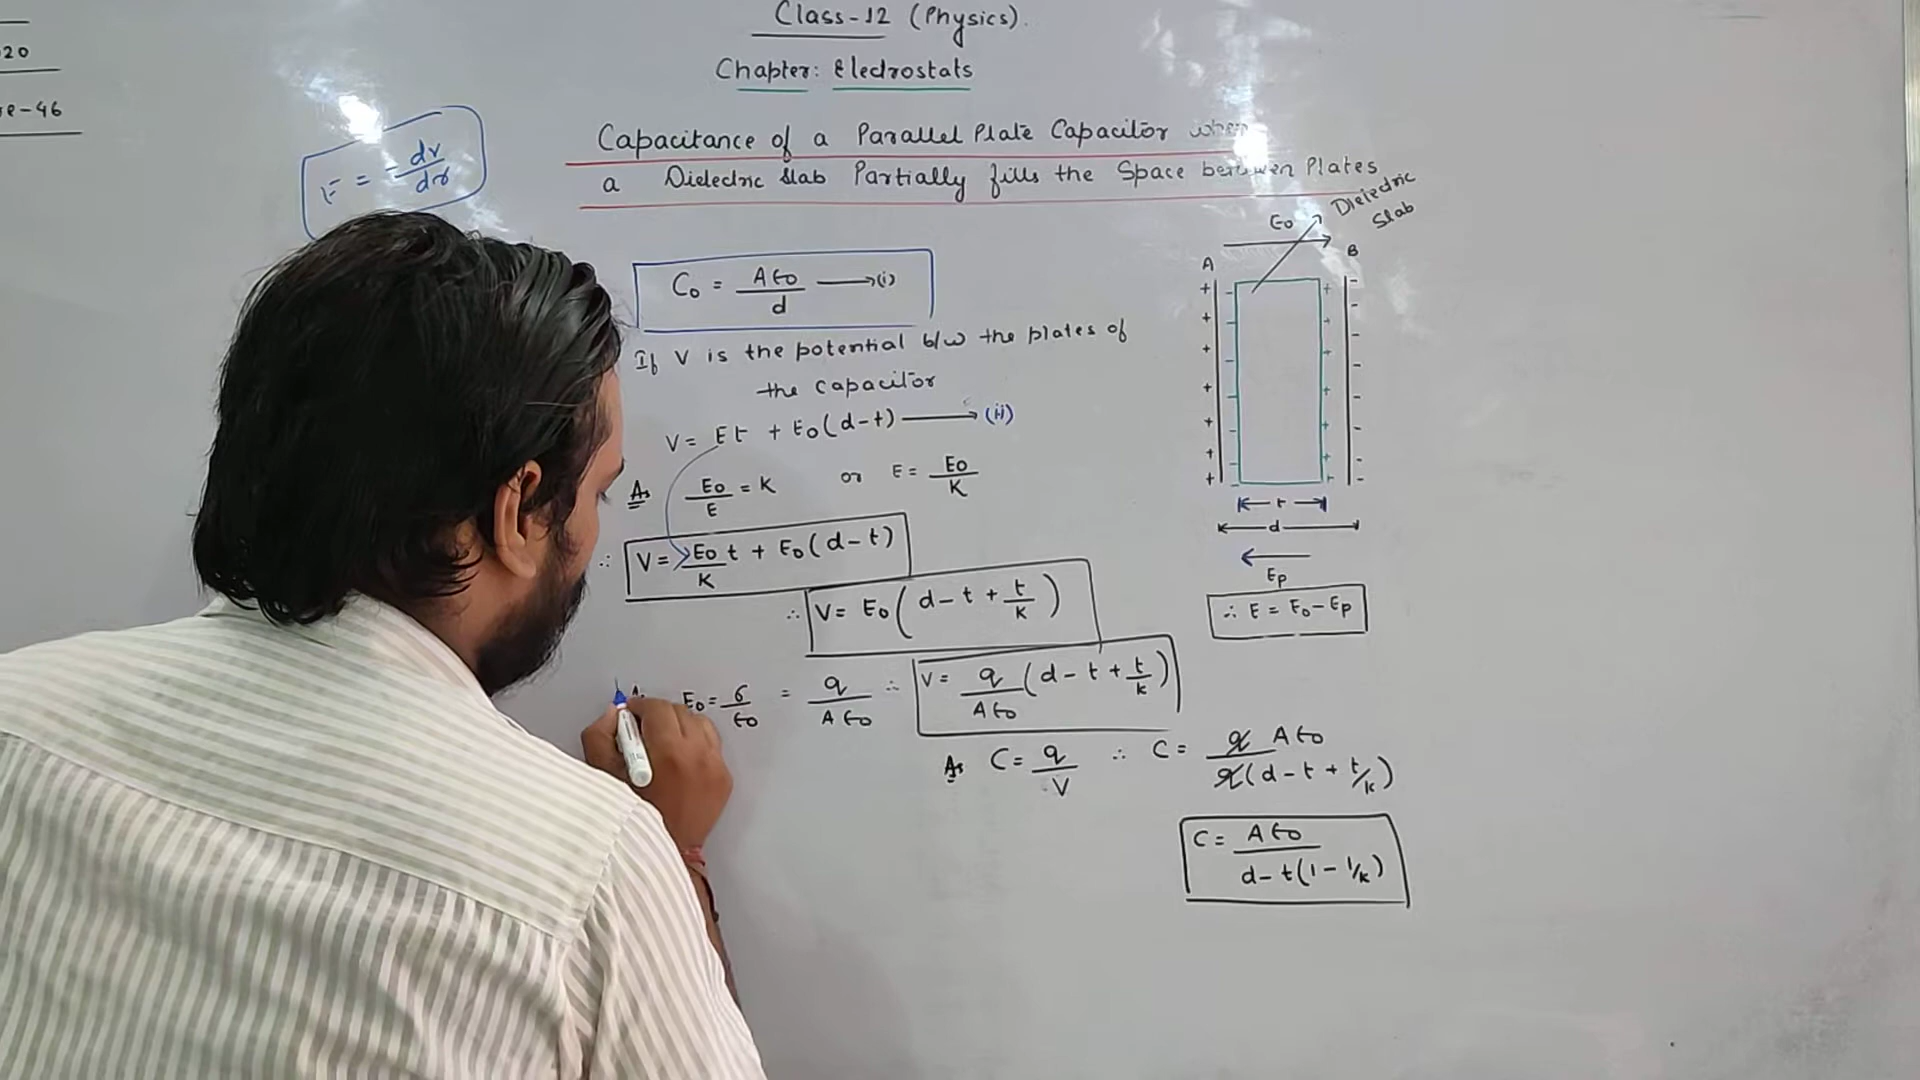 Class-12 (Physics).
Chapter: Electrostats
20
e-46
E = -dv/dr
Capacitance of a Parallel Plate Capacitor when
a Dielectric Slab Partially fills the Space between Plates
Dielectric
Slab
E₀
A
B
C₀ = Aε₀/d ⟶(i)
If V is the potential b/w the plates of
the capacitor
V = Et + E₀(d-t) ⟶ (ii)
As E₀/E = K or E = E₀/K
∴ V = E₀/K t + E₀(d-t)
∴ V = E₀(d-t + t/K)
t
d
Ep
∴ E = E₀-Ep
E₀ = σ/ε₀ = q/Aε₀ ∴ V = q/Aε₀ (d-t + t/K)
As C = q/V ∴ C = q Aε₀/q(d-t + t/K)
C = Aε₀/d-t(1-1/K)